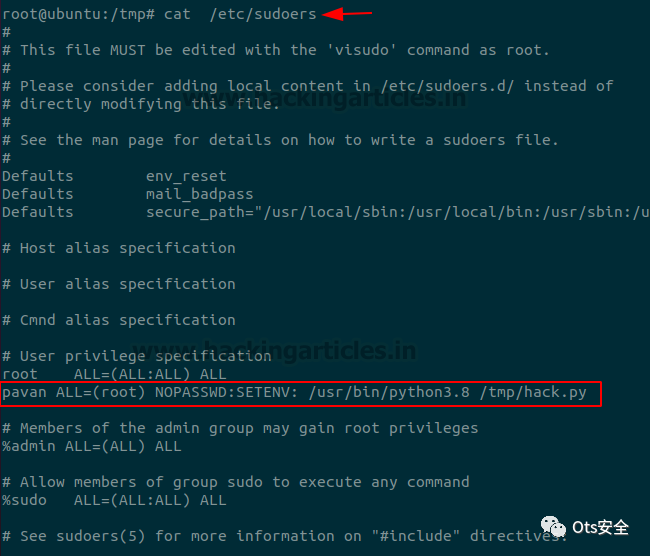 root@ubuntu:/tmp# cat  /etc/sudoers
#
# This file MUST be edited with the 'visudo' command as root.
#
# Please consider adding local content in /etc/sudoers.d/ instead of
# directly modifying this file.
www.hackingarticles.in
#
# See the man page for details on how to write a sudoers file.
#
Defaults        env_reset
Defaults        mail_badpass
Defaults        secure_path="/usr/local/sbin:/usr/local/bin:/usr/sbin:/u
# Host alias specification
# User alias specification
# Cmnd alias specification
www.hackingarticles.in
# User privilege specification
root    ALL=(ALL:ALL) ALL
pavan ALL=(root) NOPASSWD:SETENV: /usr/bin/python3.8 /tmp/hack.py
# Members of the admin group may gain root privileges
%admin ALL=(ALL) ALL
# Allow members of group sudo to execute any command
%sudo   ALL=(ALL:ALL) ALL
# See sudoers(5) for more information on "#include" directives:
Ots安全